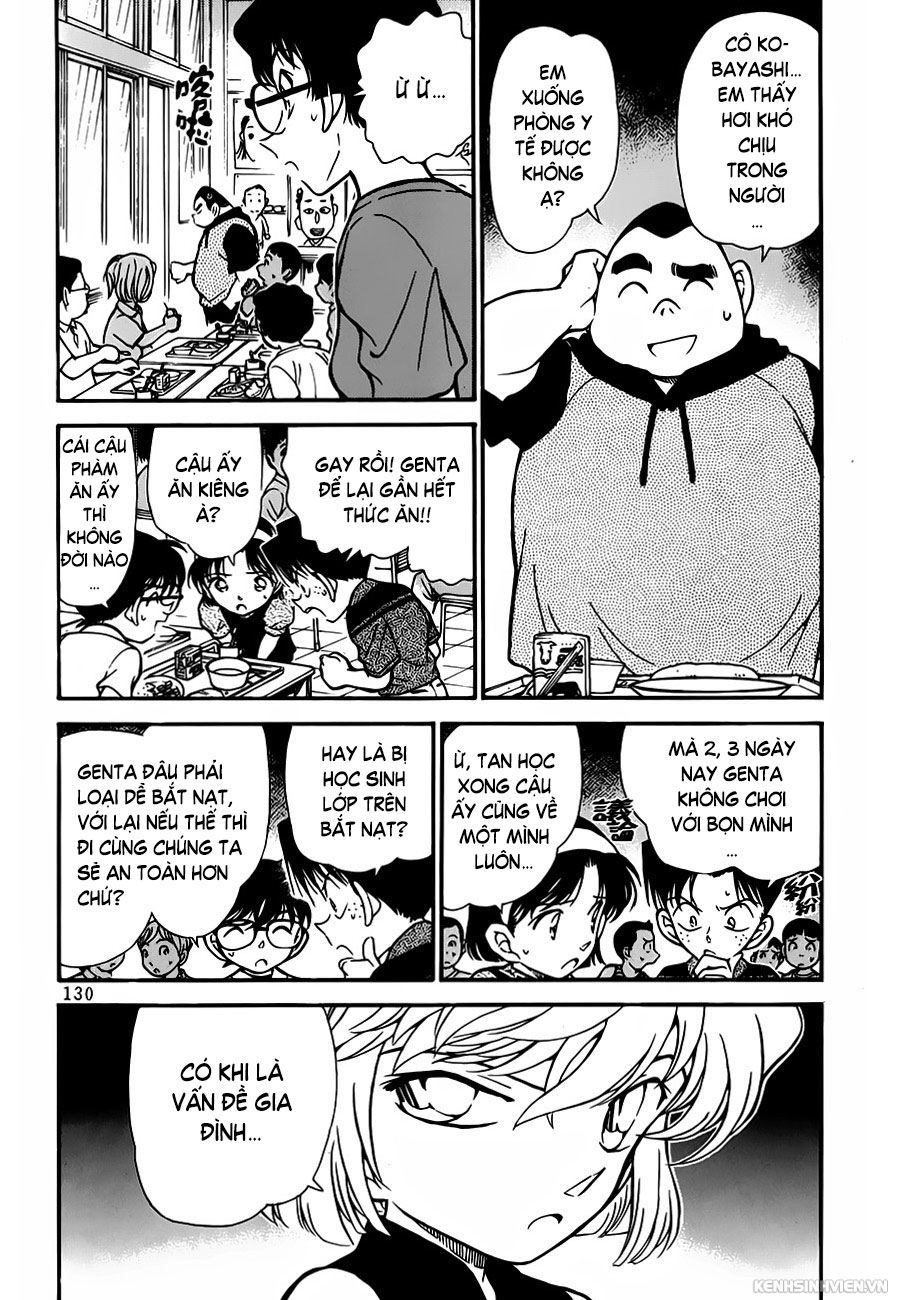 CÔ KO-
BAYASHI...
EM THẤY
HƠI KHÓ
CHỊU
TRONG
NGƯỜI
...
EM
XUỐNG
PHÒNG Y
TẾ ĐƯỢC
KHÔNG
Ạ?
Ừ Ừ...
GAY RỒI! GENTA
ĐỂ LẠI GẦN HẾT
THỨC ĂN!!
CẬU ẤY
ĂN KIÊNG
À?
CÁI CẬU
PHÀM
ĂN ẤY
THÌ
KHÔNG
ĐỜI NÀO
...
MÀ 2, 3 NGÀY
NAY GENTA
KHÔNG CHƠI
VỚI BỌN MÌNH
...
議論
紛紛
Ừ, TAN HỌC
XONG CẬU
ẤY CŨNG VỀ
MỘT MÌNH
LUÔN...
HAY LÀ BỊ
HỌC SINH
LỚP TRÊN
BẮT NẠT?
GENTA ĐÂU PHẢI
LOẠI DỄ BẮT NẠT,
VỚI LẠI NẾU THẾ THÌ
ĐI CÙNG CHÚNG TA
SẼ AN TOÀN HƠN
CHỨ?
130
CÓ KHI LÀ
VẤN ĐỀ GIA
ĐÌNH...
KENHSINHVIEN.VN